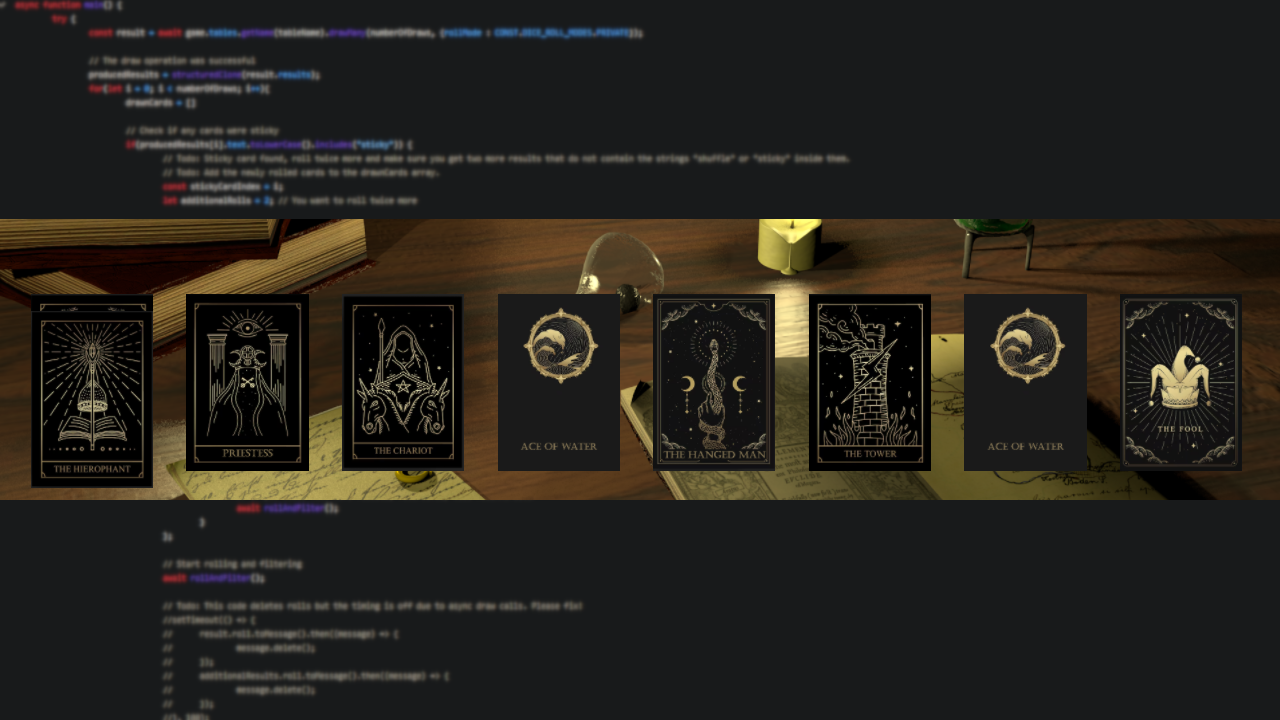 async function main() {
try {
const result = await game.tables.getName(tableName).drawMany(numberOfDraws, {rollMode : CONST.DICE_ROLL_MODES.PRIVATE});
// The draw operation was successful
producedResults = structuredClone(result.results);
for(let i = 0; i < numberOfDraws; i++){
drawnCards = []
// Check if any cards were sticky
if(producedResults[i].text.toLowerCase().includes("sticky")) {
// Todo: Sticky card found, roll twice more and make sure you get two more results that do not contain the strings "shuffle" or "sticky" inside them.
// Todo: Add the newly rolled cards to the drawnCards array.
const stickyCardIndex = i;
let additionalRolls = 2; // You want to roll twice more
THE HIEROPHANT
PRIESTESS
THE CHARIOT
ACE OF WATER
THE HANGED MAN
THE TOWER
ACE OF WATER
THE FOOL
await rollAndFilter();
}
};
// Start rolling and filtering
await rollAndFilter();
// Todo: This code deletes rolls but the timing is off due to async draw calls. Please fix!
//setTimeout(() => {
// result.roll.toMessage().then((message) => {
// message.delete();
// });
// additionalResults.roll.toMessage().then((message) => {
// message.delete();
// });
//}, 100);